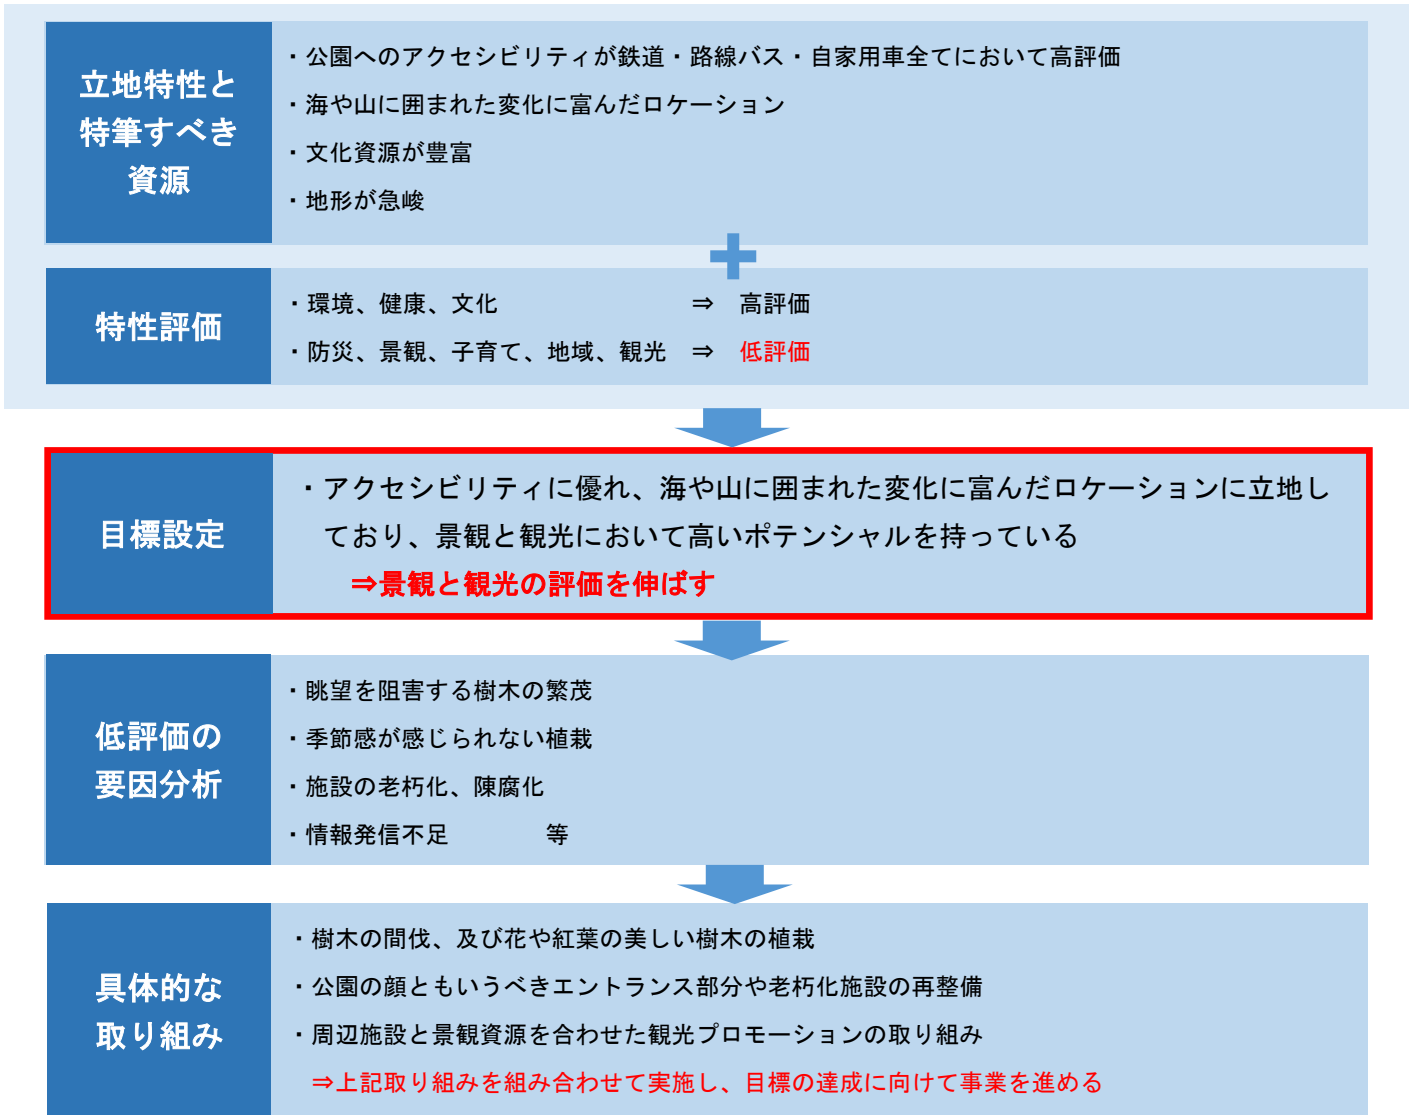 立地特性と
特筆すべき
資源
・公園へのアクセシビリティが鉄道・路線バス・自家用車全てにおいて高評価
・海や山に囲まれた変化に富んだロケーション
・文化資源が豊富
・地形が急峻
特性評価
・環境、健康、文化 ⇒ 高評価
・防災、景観、子育て、地域、観光 ⇒ 低評価
目標設定
・アクセシビリティに優れ、海や山に囲まれた変化に富んだロケーションに立地し
ており、景観と観光において高いポテンシャルを持っている
⇒景観と観光の評価を伸ばす
低評価の
要因分析
・眺望を阻害する樹木の繁茂
・季節感が感じられない植栽
・施設の老朽化、陳腐化
・情報発信不足 等
具体的な
取り組み
・樹木の間伐、及び花や紅葉の美しい樹木の植栽
・公園の顔ともいうべきエントランス部分や老朽化施設の再整備
・周辺施設と景観資源を合わせた観光プロモーションの取り組み
⇒上記取り組みを組み合わせて実施し、目標の達成に向けて事業を進める